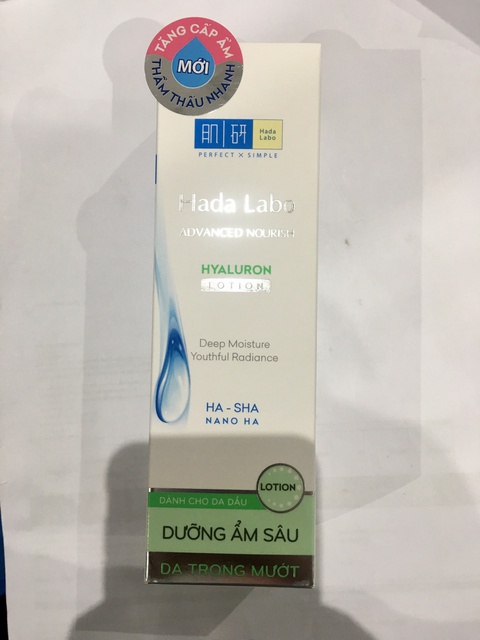 TĂNG CẤP ẨM
MỚI
THẨM THẤU NHANH
肌研
Hada
Labo
PERFECT X SIMPLE
Hada Labo
ADVANCED NOURISH
HYALURON
LOTION
Deep Moisture
Youthful Radiance
HA - SHA
NANO HA
LOTION
DÀNH CHO DA DẦU
DƯỠNG ẨM SÂU
DA TRONG MƯỚT